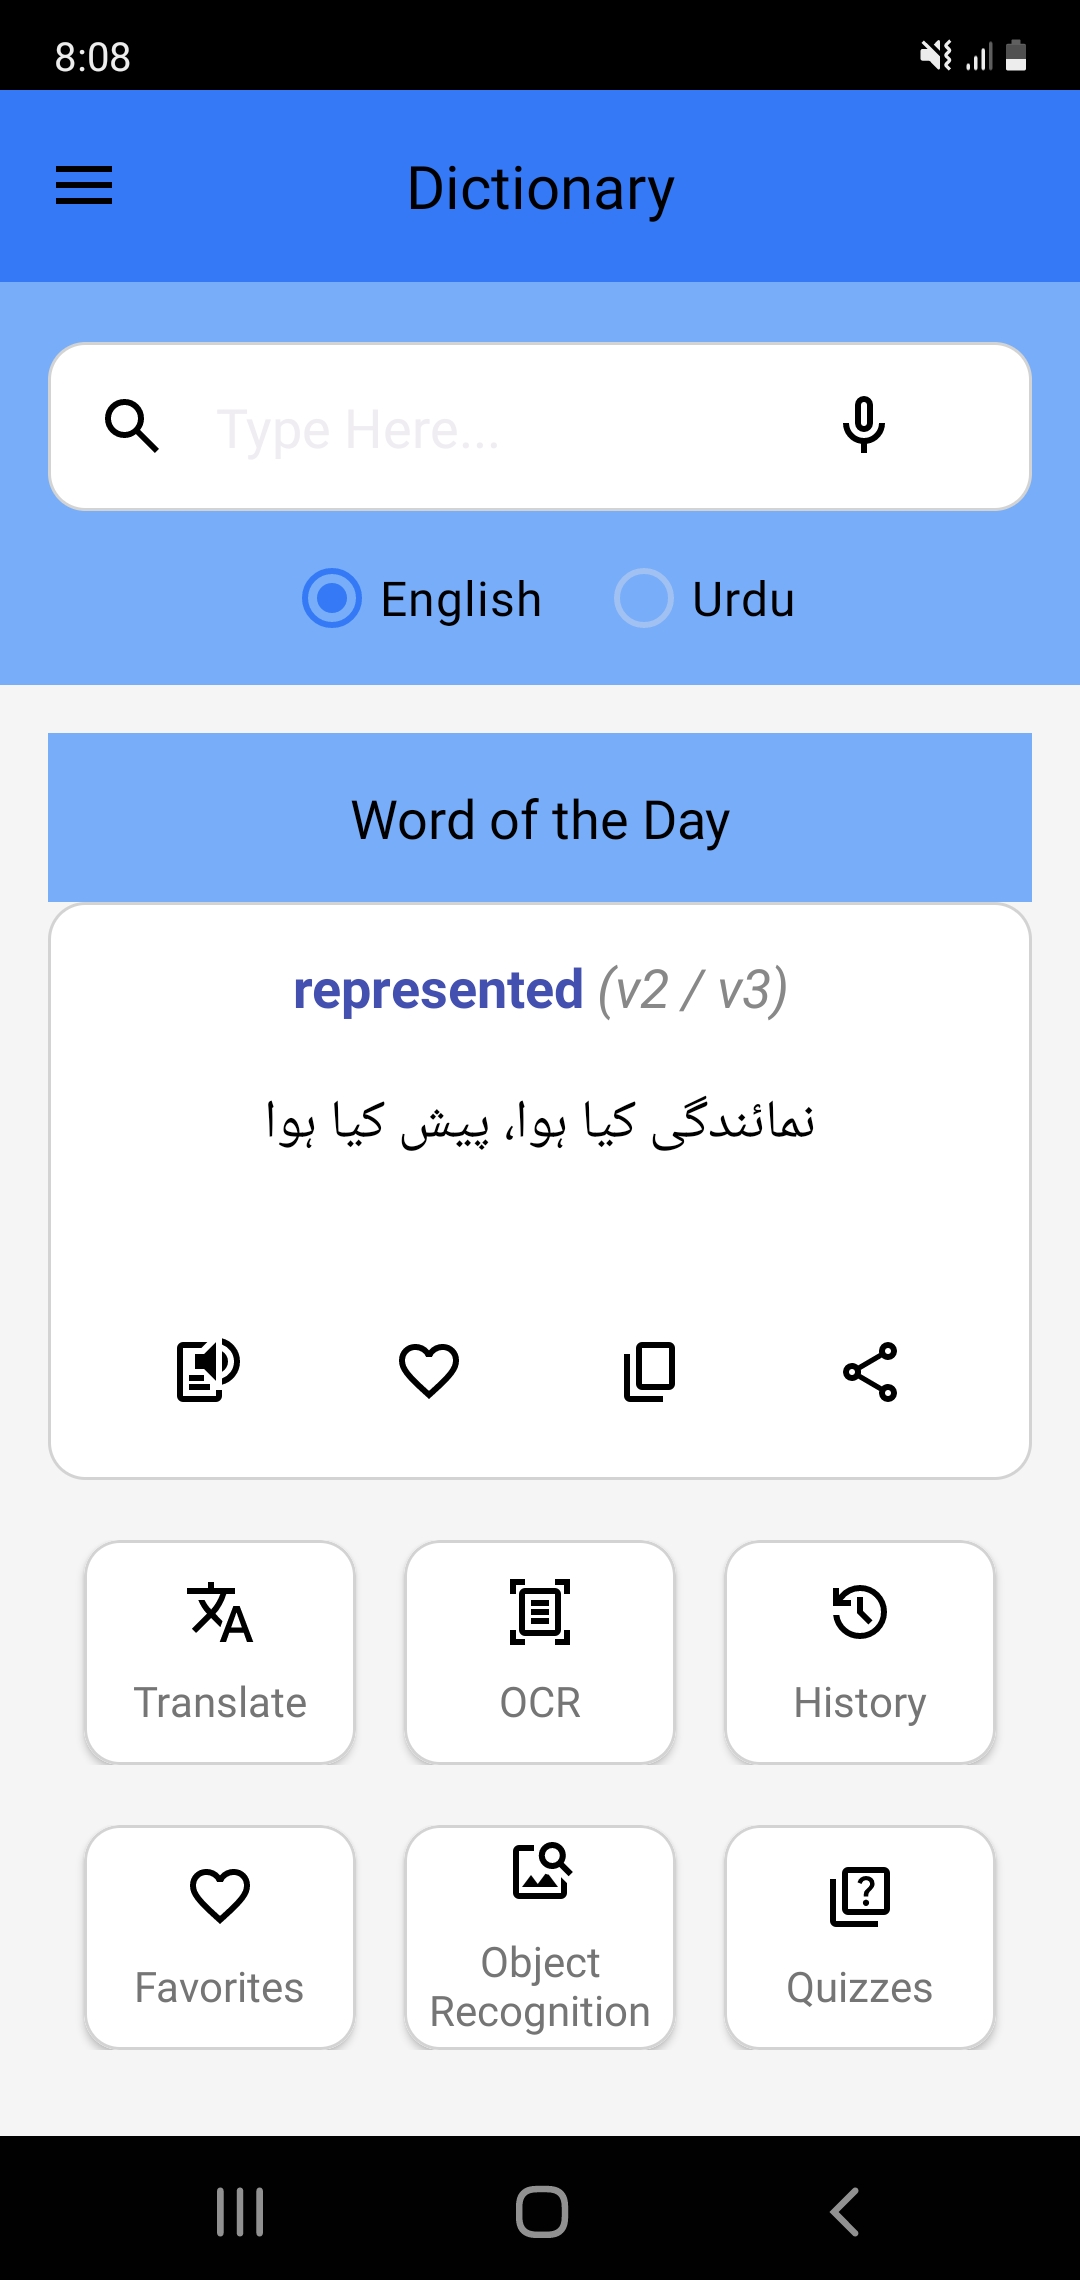 8:08
Dictionary
Type Here...
English
Urdu
Word of the Day
represented (v2 / v3)
نمائندگی کیا ہوا، پیش کیا ہوا
Translate
OCR
History
Favorites
Object
Recognition
Quizzes